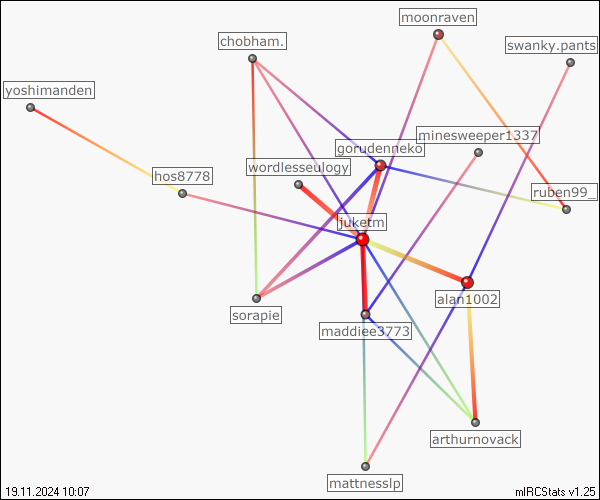 moonraven
chobham.
swanky.pants
yoshimanden
minesweeper1337
gorudenneko
wordlesseulogy
hos8778
ruben99_
juketm
alan1002
sorapie
maddiee3773
arthurnovack
mattnesslp
19.11.2024 10:07
mIRCStats v1.25